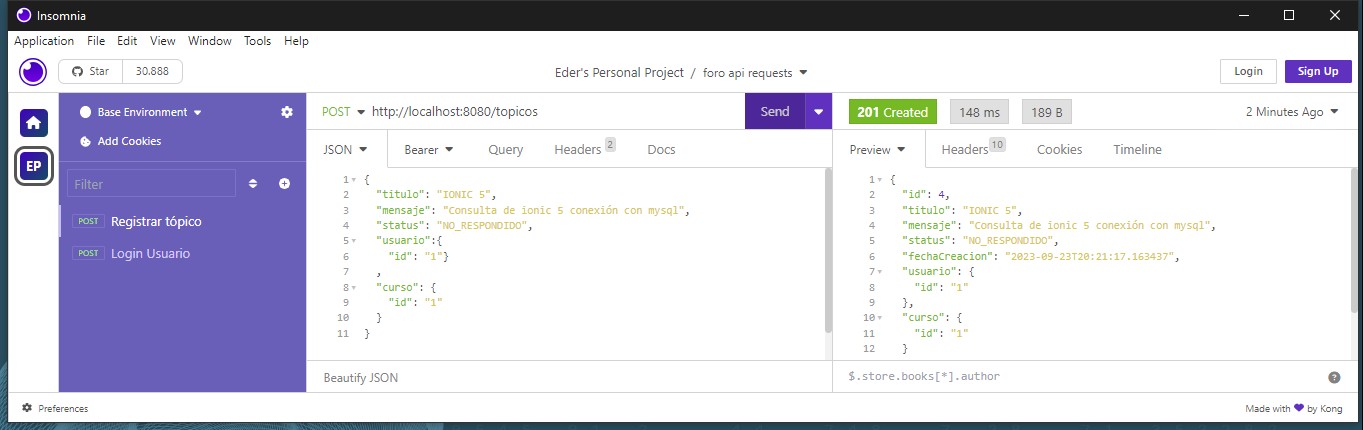 Insomnia
Application File Edit View Window Tools Help
Star 30.888 Eder's Personal Project / foro api requests Login Sign Up
Base Environment POST http://localhost:8080/topicos Send 201 Created 148 ms 189 B 2 Minutes Ago
Add Cookies
EP
JSON Bearer Query Headers 2 Docs
Preview Headers 10 Cookies Timeline
Filter
POST Registrar tópico
POST Login Usuario
1 {
2 "titulo": "IONIC 5",
3 "mensaje": "Consulta de ionic 5 conexión con mysql",
4 "status": "NO_RESPONDIDO",
5 "usuario":{
6 "id": "1"}
7 ,
8 "curso": {
9 "id": "1"
10 }
11 }
1 {
2 "id": 4,
3 "titulo": "IONIC 5",
4 "mensaje": "Consulta de ionic 5 conexión con mysql",
5 "status": "NO_RESPONDIDO",
6 "fechaCreacion": "2023-09-23T20:21:17.163437",
7 "usuario": {
8 "id": "1"
9 },
10 "curso": {
11 "id": "1"
12 }
Beautify JSON
$.store.books[*].author ?
Preferences
Made with ♥ by Kong